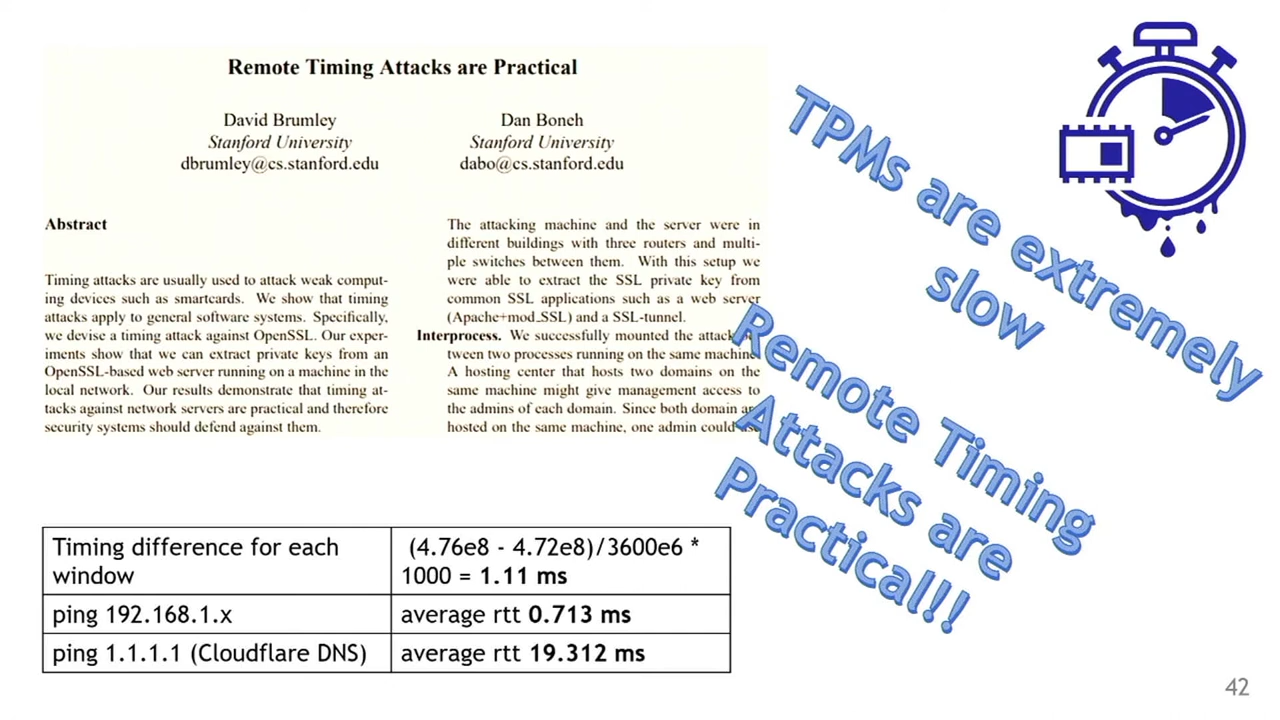 Remote Timing Attacks are Practical
David Brumley
Stanford University
dbrumley@cs.stanford.edu
Dan Boneh
Stanford University
dabo@cs.stanford.edu
Abstract
Timing attacks are usually used to attack weak comput-
ing devices such as smartcards. We show that timing
attacks apply to general software systems. Specifically,
we devise a timing attack against OpenSSL. Our exper-
iments show that we can extract private keys from an
OpenSSL-based web server running on a machine in the
local network. Our results demonstrate that timing at-
tacks against network servers are practical and therefore
security systems should defend against them.
The attacking machine and the server were in
different buildings with three routers and multi-
ple switches between them. With this setup we
were able to extract the SSL private key from
common SSL applications such as a web server
(Apache+mod_SSL) and a SSL-tunnel.
Interprocess. We successfully mounted the attack
tween two processes running on the same machine.
A hosting center that hosts two domains on the
same machine might give management access to
the admins of each domain. Since both domain
hosted on the same machine, one admin could
TPMs are extremely
slow
Remote Timing
Attacks are
Practical!!
Timing difference for each
window
(4.76e8 - 4.72e8)/3600e6 *
1000 = 1.11 ms
ping 192.168.1.x
average rtt 0.713 ms
ping 1.1.1.1 (Cloudflare DNS)
average rtt 19.312 ms
42